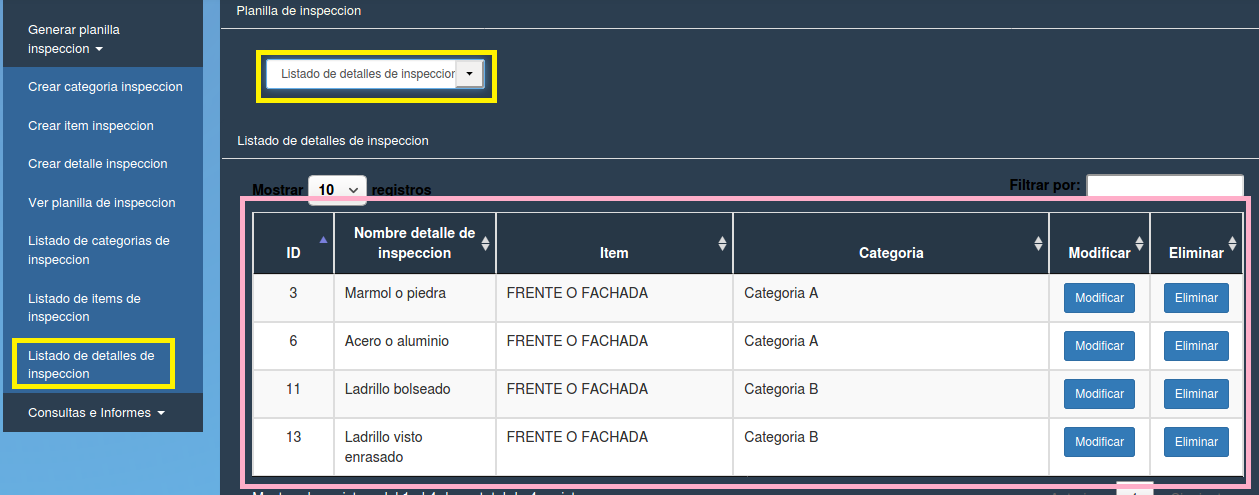 Generar planilla
inspeccion
Crear categoria inspeccion
Crear item inspeccion
Crear detalle inspeccion
Ver planilla de inspeccion
Listado de categorias de
inspeccion
Listado de items de
inspeccion
Listado de detalles de
inspeccion
Consultas e Informes
Planilla de inspeccion
Listado de detalles de inspeccion
Listado de detalles de inspeccion
Mostrar 10 registros
Filtrar por:
ID Nombre detalle de inspeccion Item Categoria Modificar Eliminar
3 Marmol o piedra FRENTE O FACHADA Categoria A Modificar Eliminar
6 Acero o aluminio FRENTE O FACHADA Categoria A Modificar Eliminar
11 Ladrillo bolseado FRENTE O FACHADA Categoria B Modificar Eliminar
13 Ladrillo visto enrasado FRENTE O FACHADA Categoria B Modificar Eliminar